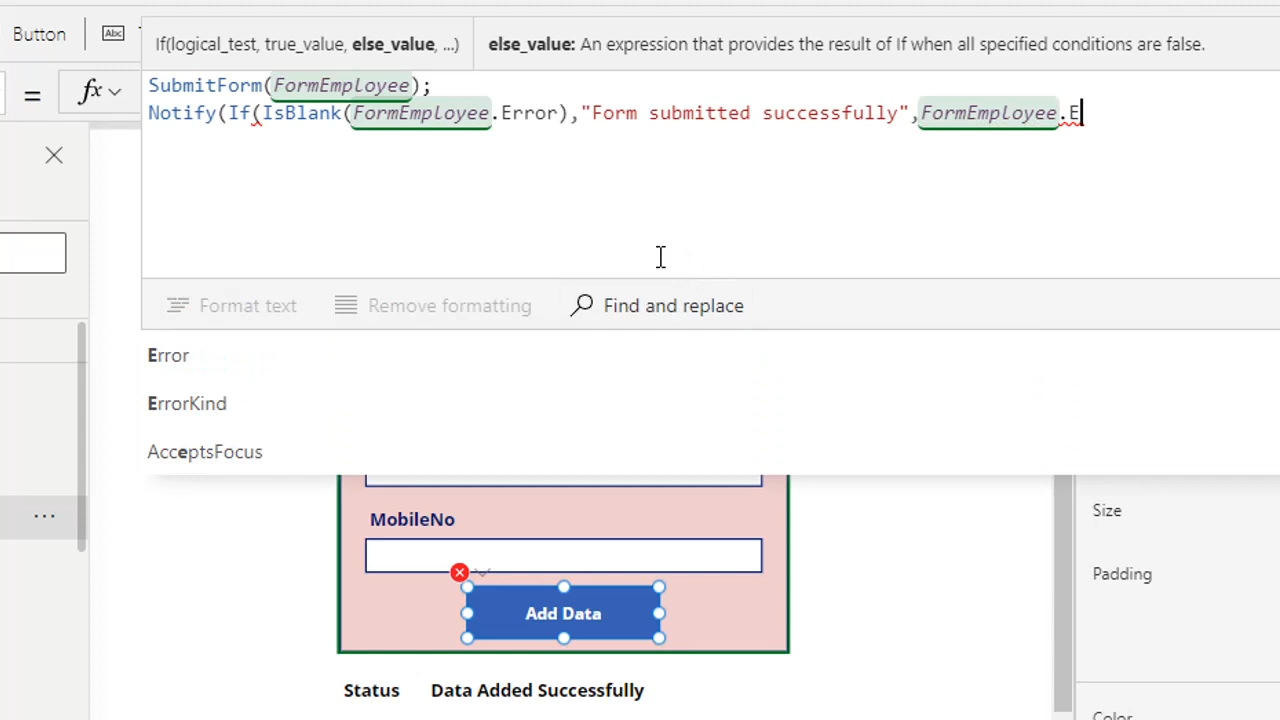 Button
Abc
If(logical_test, true_value, else_value, ...)
else_value: An expression that provides the result of If when all specified conditions are false.
= fx
SubmitForm(FormEmployee);
Notify(If(IsBlank(FormEmployee.Error),"Form submitted successfully",FormEmployee.E
Format text
Remove formatting
Find and replace
Error
ErrorKind
AcceptsFocus
MobileNo
Add Data
Status
Data Added Successfully
Size
Padding
Color